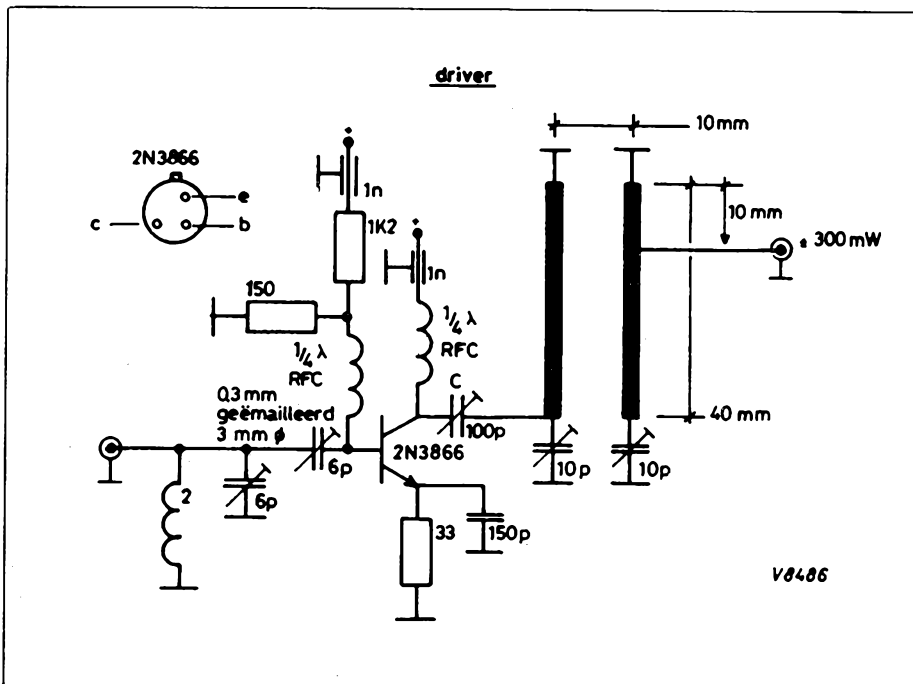 driver
10 mm
2N3866
e
c
b
+
1n
1K2
+
1n
10 mm
± 300 mW
150
1/4 λ
RFC
1/4 λ
RFC
0,3 mm
geëmailleerd
3 mm ø
C
100p
40 mm
6p
2N3866
10p
10p
2
6p
33
150p
V8486